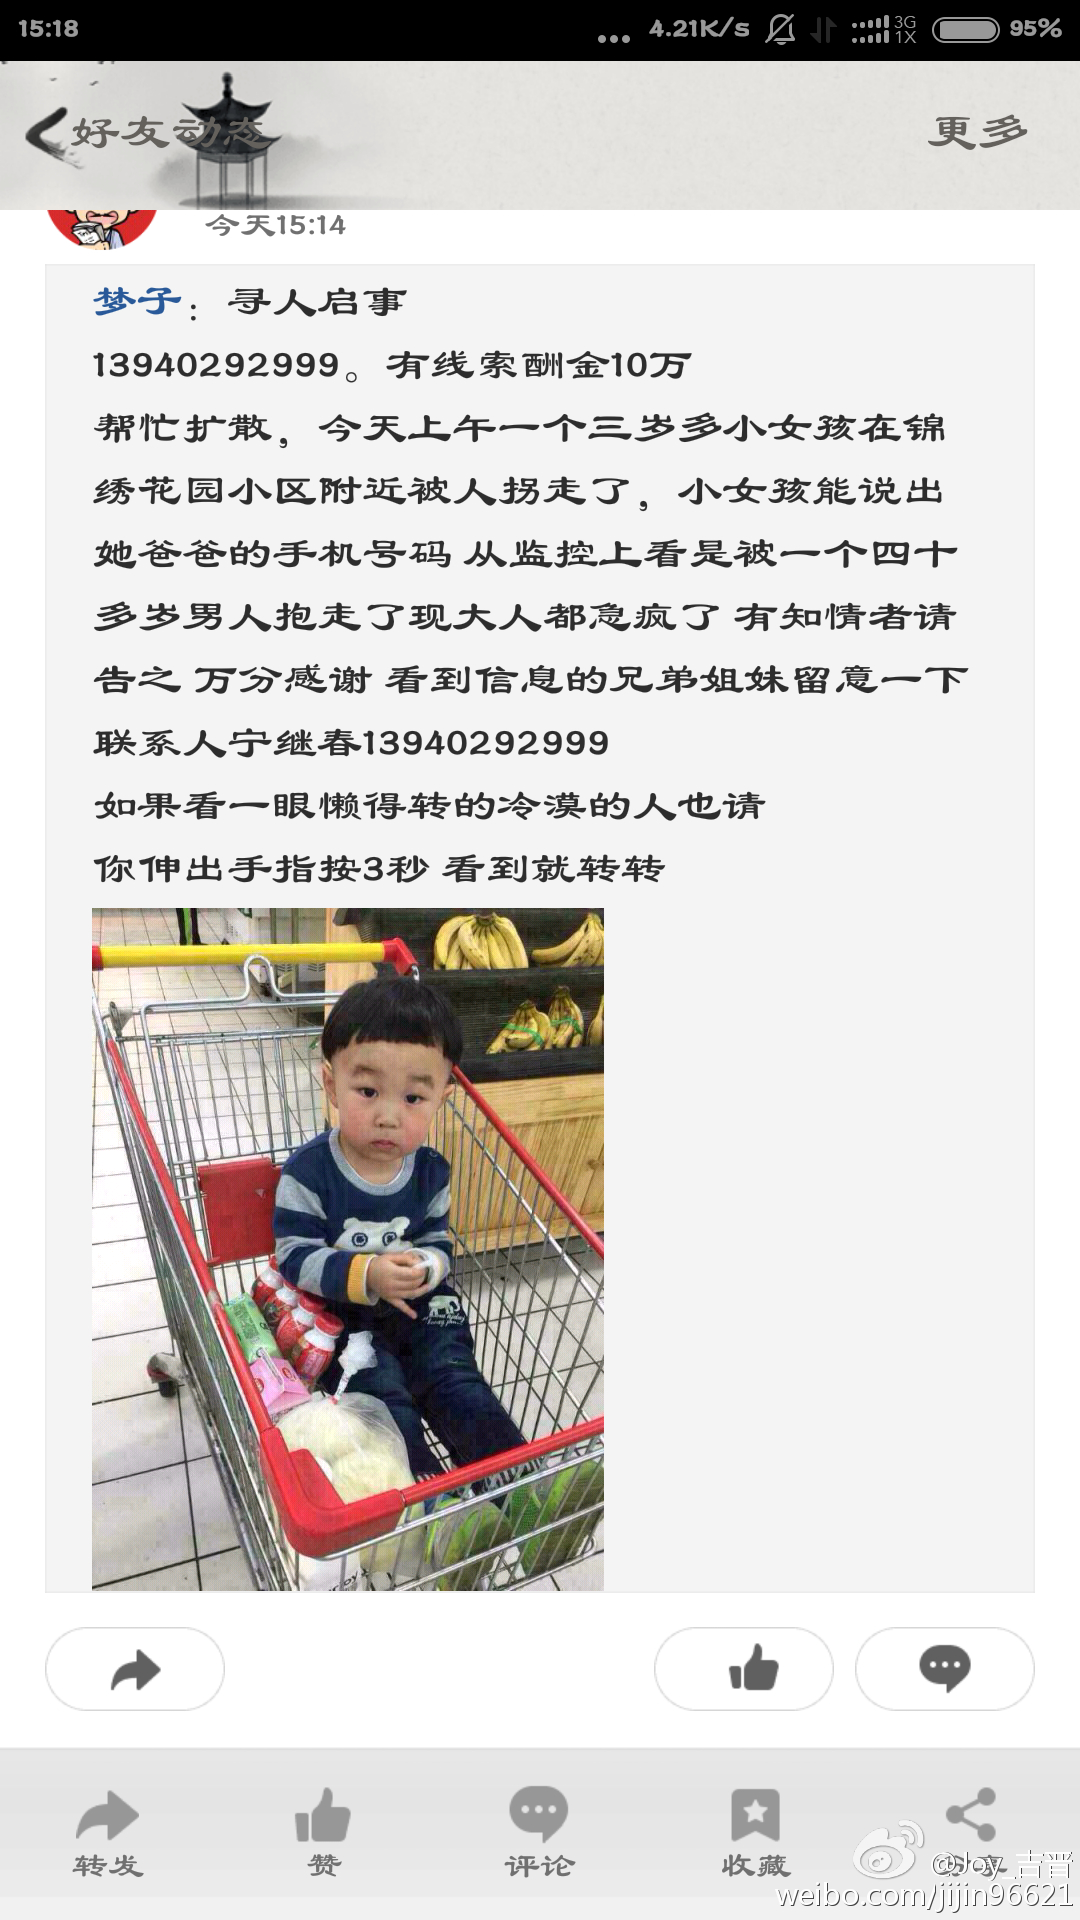 15:18
4.21K/s
3G
1X
95%
好友动态
更多
今天15:14
梦子：寻人启事
13940292999。有线索酬金10万
帮忙扩散，今天上午一个三岁多小女孩在锦
绣花园小区附近被人拐走了，小女孩能说出
她爸爸的手机号码 从监控上看是被一个四十
多岁男人抱走了现大人都急疯了 有知情者请
告之 万分感谢 看到信息的兄弟姐妹留意一下
联系人宁继春13940292999
如果看一眼懒得转的冷漠的人也请
你伸出手指按3秒 看到就转转
转发
赞
评论
收藏
分享
@Joy_吉晋
weibo.com/jijin96621